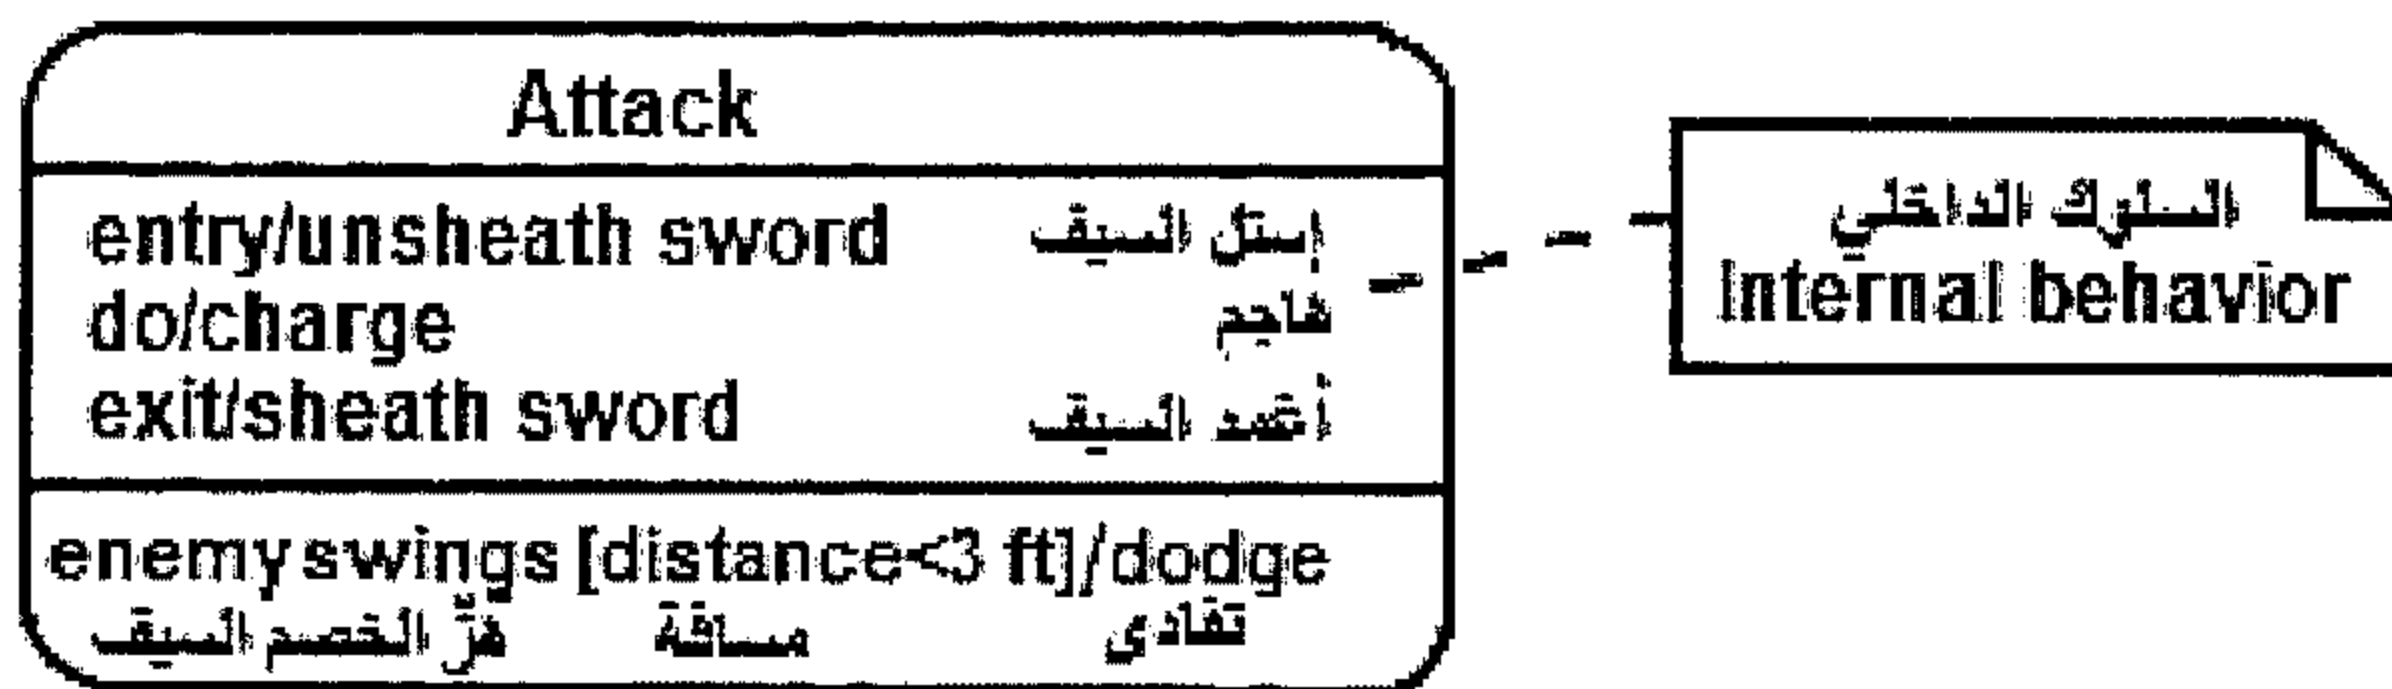 Attack
entry/unsheath sword إستل السيف
do/charge هاجم
exit/sheath sword أغمد السيف
enemy swings [distance<3 ft]/dodge
هزَّ الخصم السيف مسافة تفادى
السلوك الداخلي
Internal behavior